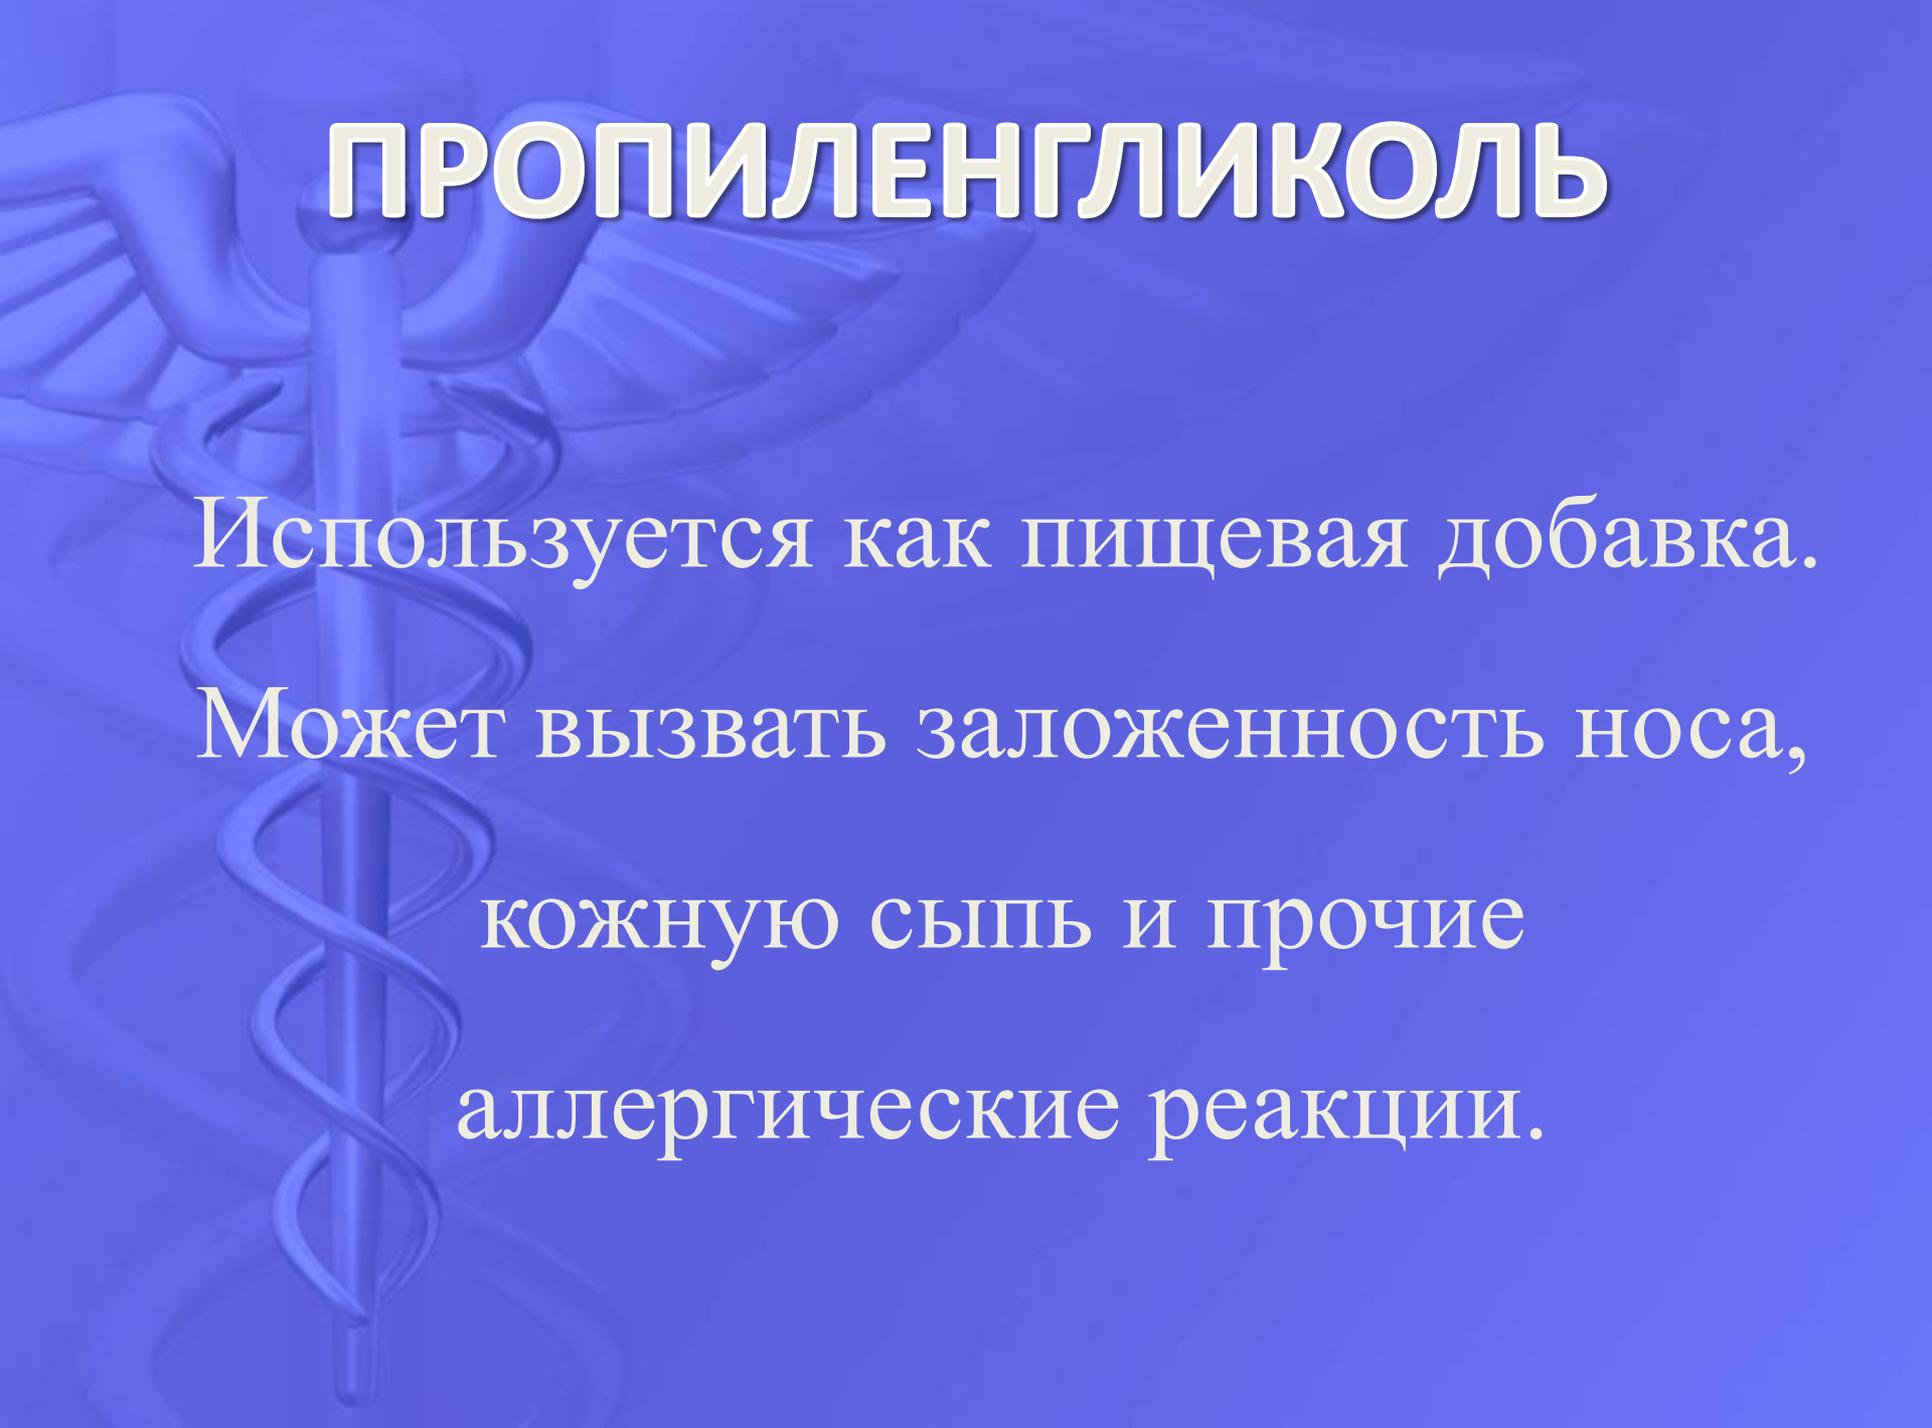 ПРОПИЛЕНГЛИКОЛЬ
Используется как пищевая добавка.
Может вызвать заложенность носа,
кожную сыпь и прочие
аллергические реакции.